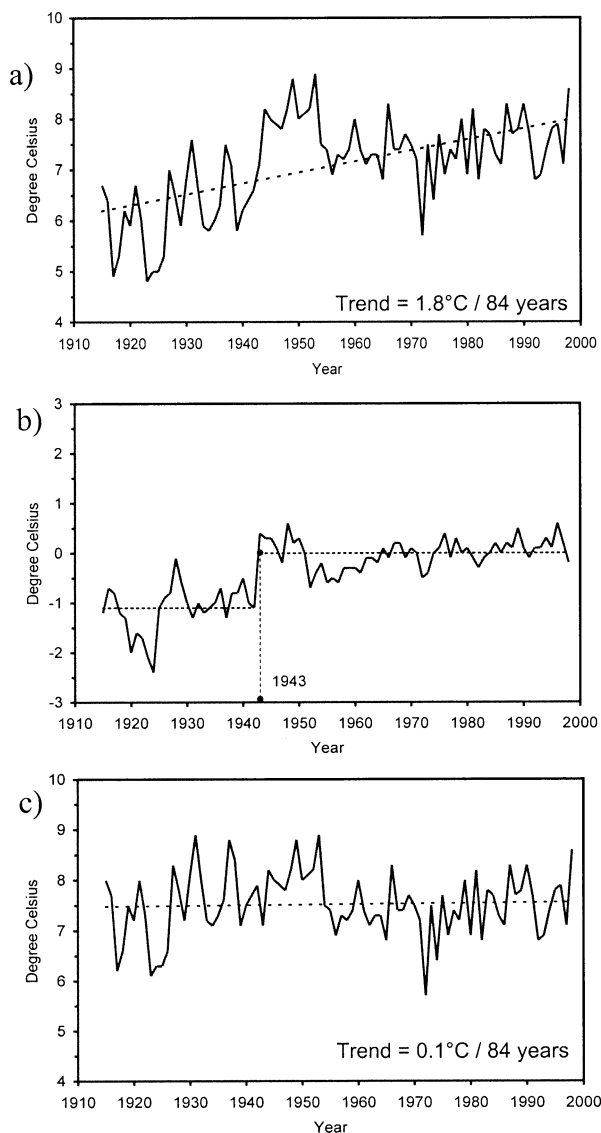 a)
Degree Celsius
10
9
8
7
6
5
4
Trend = 1.8°C / 84 years
1910 1920 1930 1940 1950 1960 1970 1980 1990 2000
Year
b)
Degree Celsius
3
2
1
0
-1
-2
-3
1943
1910 1920 1930 1940 1950 1960 1970 1980 1990 2000
Year
c)
Degree Celsius
10
9
8
7
6
5
4
Trend = 0.1°C / 84 years
1910 1920 1930 1940 1950 1960 1970 1980 1990 2000
Year